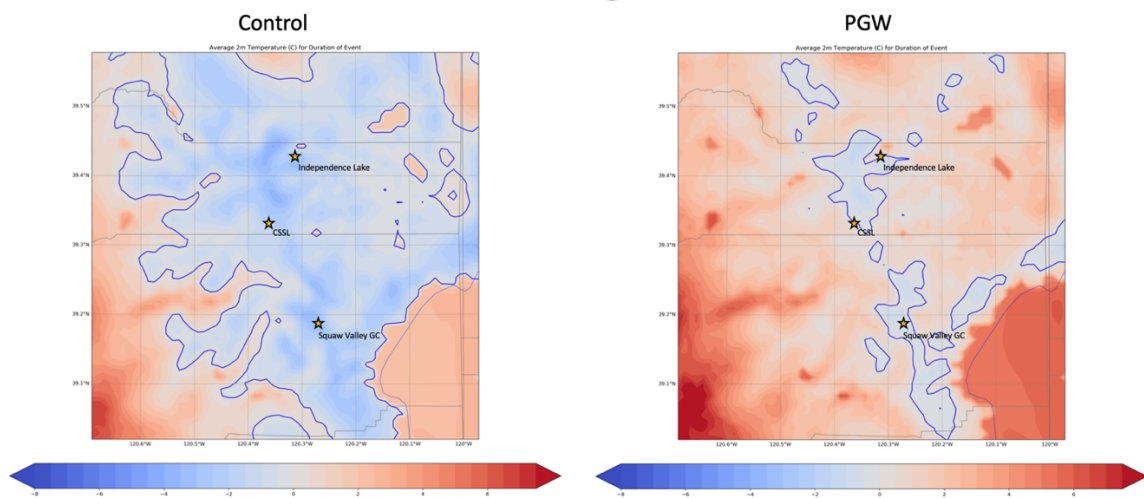 Control
Average 2m Temperature (C) for Duration of Event
39.5°N
39.4°N
39.3°N
39.2°N
39.1°N
Independence Lake
CSSL
Squaw Valley GC
120.6°W 120.5°W 120.4°W 120.3°W 120.2°W 120.1°W 120°W
−8 −6 −4 −2 0 2 4 6
PGW
Average 2m Temperature (C) for Duration of Event
39.5°N
39.4°N
39.3°N
39.2°N
39.1°N
Independence Lake
CSSL
Squaw Valley GC
120.6°W 120.5°W 120.4°W 120.3°W 120.2°W 120.1°W 120°W
−8 −6 −4 −2 0 2 4 6